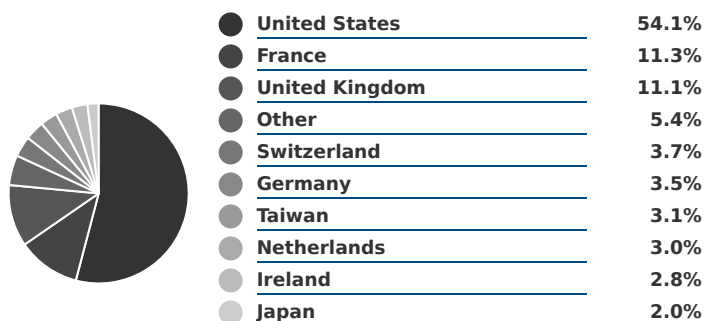 United States 54.1%
France 11.3%
United Kingdom 11.1%
Other 5.4%
Switzerland 3.7%
Germany 3.5%
Taiwan 3.1%
Netherlands 3.0%
Ireland 2.8%
Japan 2.0%